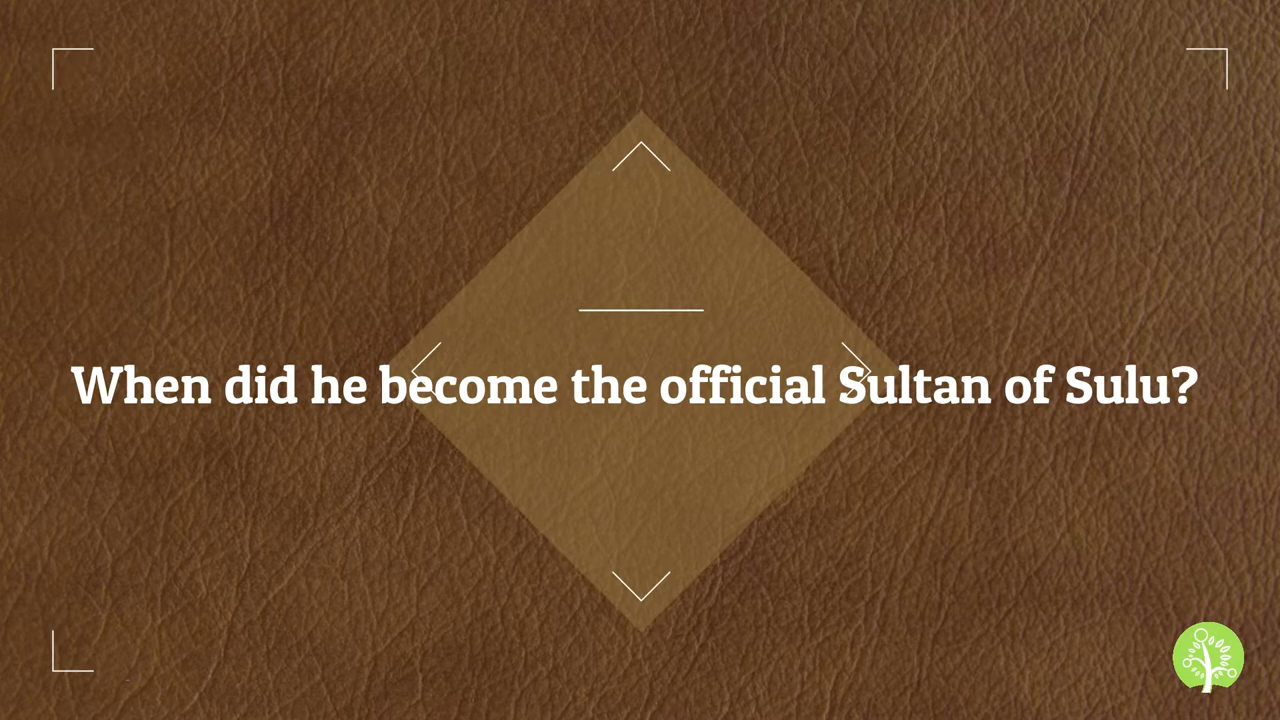 When did he become the official Sultan of Sulu?